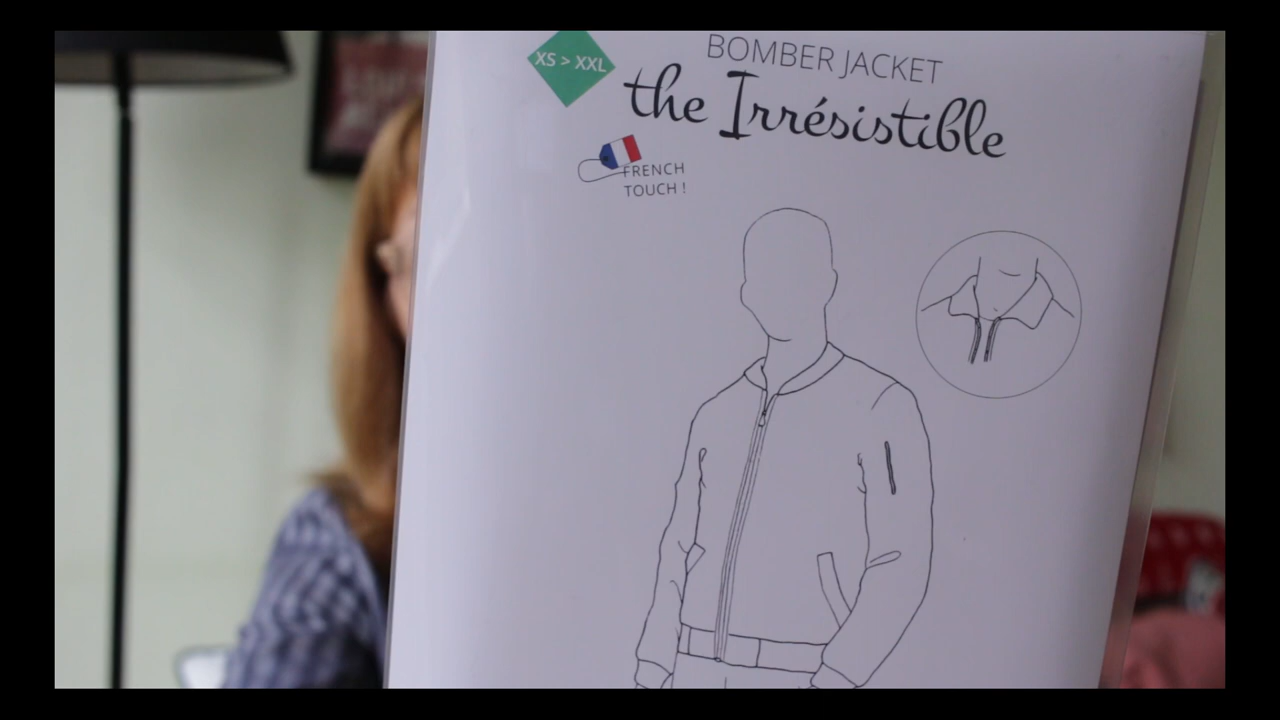 XS > XXL
BOMBER JACKET
the Irrésistible
FRENCH
TOUCH !